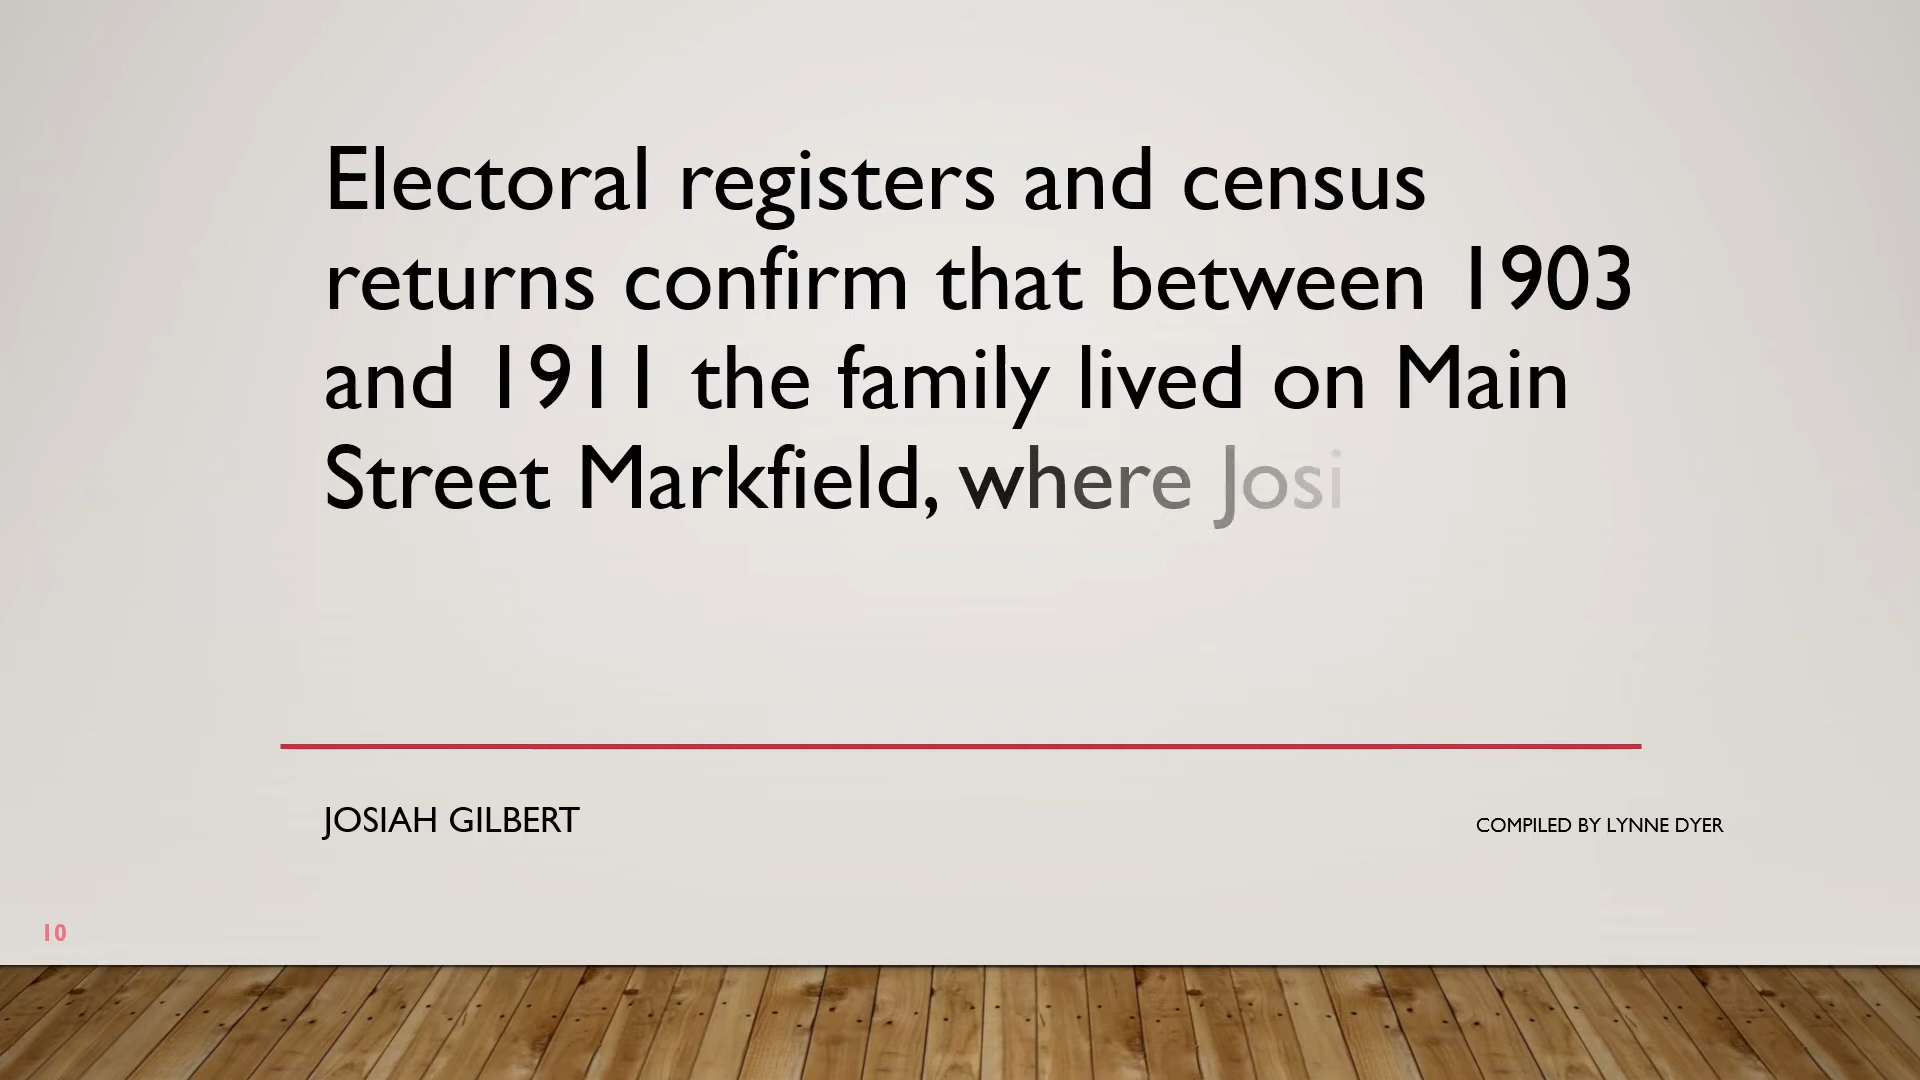 Electoral registers and census
returns confirm that between 1903
and 1911 the family lived on Main
Street Markfield, where Josi
JOSIAH GILBERT
COMPILED BY LYNNE DYER
10